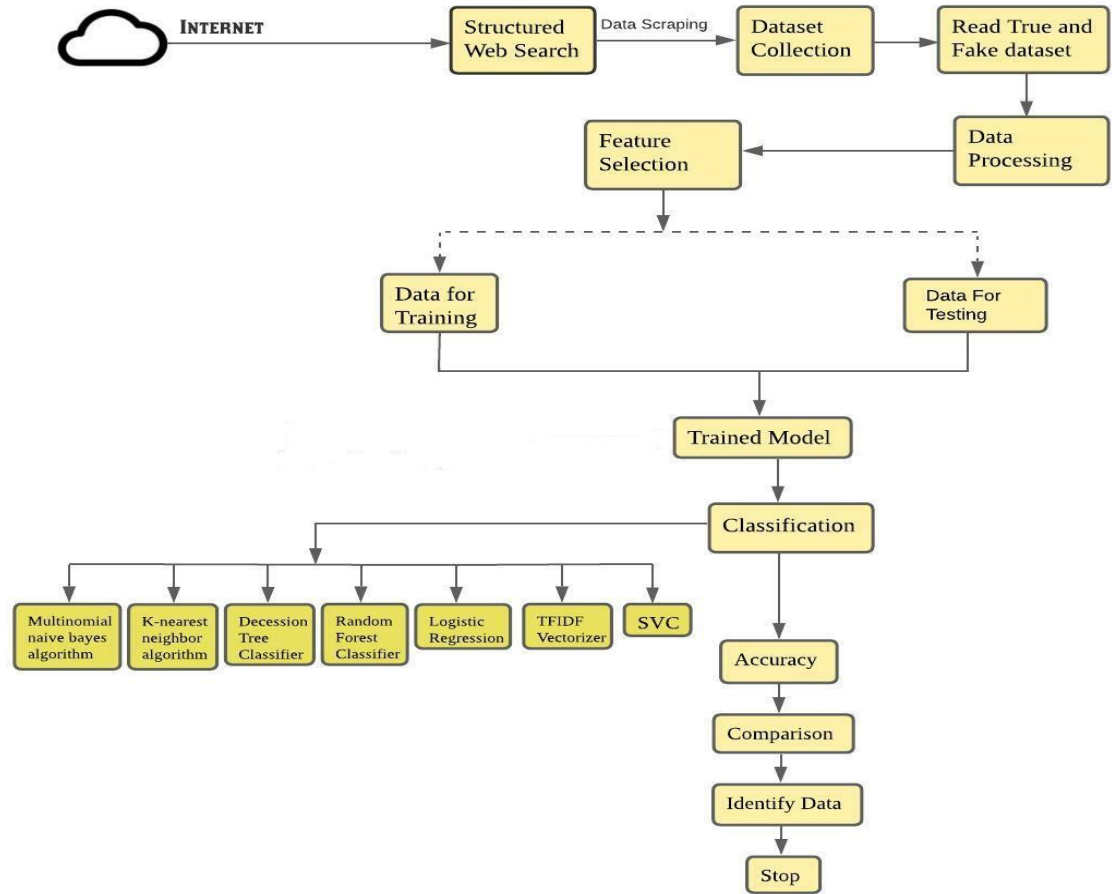 INTERNET
Structured
Web Search
Data Scraping
Dataset
Collection
Read True and
Fake dataset
Data
Processing
Feature
Selection
Data for
Training
Data For
Testing
Trained Model
Classification
Multinomial
naive bayes
algorithm
K-nearest
neighbor
algorithm
Decession
Tree
Classifier
Random
Forest
Classifier
Logistic
Regression
TFIDF
Vectorizer
SVC
Accuracy
Comparison
Identify Data
Stop